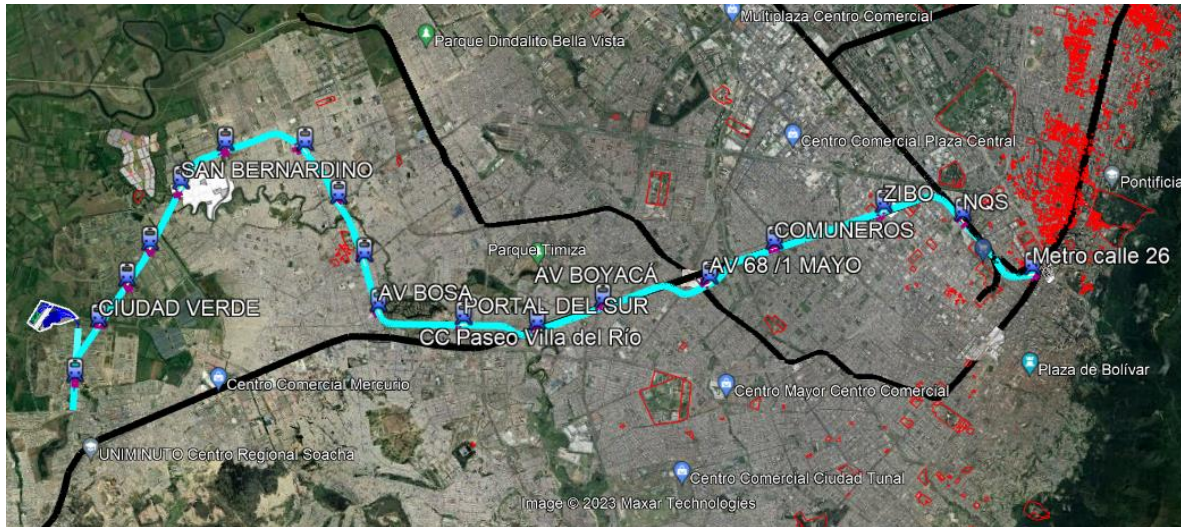 Multiplaza Centro Comercial
Parque Dindalito Bella Vista
Centro Comercial Plaza Central
SAN BERNARDINO
Pontificia
ZIBO
NQS
COMUNEROS
Parque Timiza
Metro calle 26
AV 68 /1 MAYO
AV BOYACÁ
AV BOSA
PORTAL DEL SUR
CIUDAD VERDE
CC Paseo Villa del Río
Plaza de Bolívar
Centro Comercial Mercurio
Centro Mayor Centro Comercial
UNIMINUTO Centro Regional Soacha
Centro Comercial Ciudad Tunal
Image © 2023 Maxar Technologies